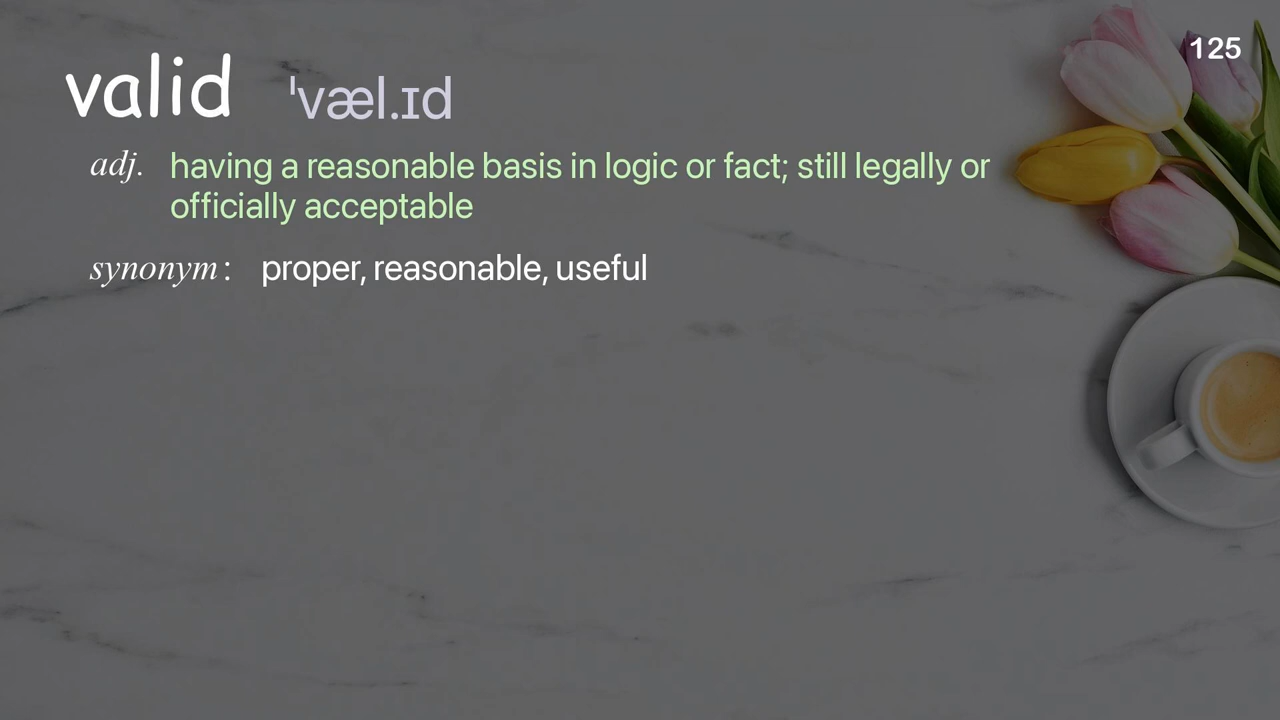 125
valid ˈvæl.ɪd
adj. having a reasonable basis in logic or fact; still legally or
officially acceptable
synonym: proper, reasonable, useful